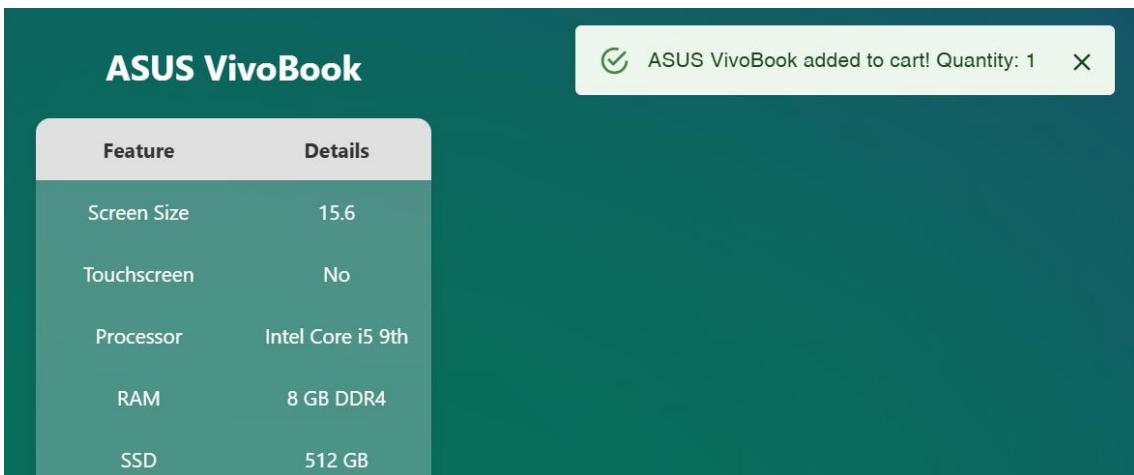 ASUS VivoBook
ASUS VivoBook added to cart! Quantity: 1
Feature Details
Screen Size 15.6
Touchscreen No
Processor Intel Core i5 9th
RAM 8 GB DDR4
SSD 512 GB